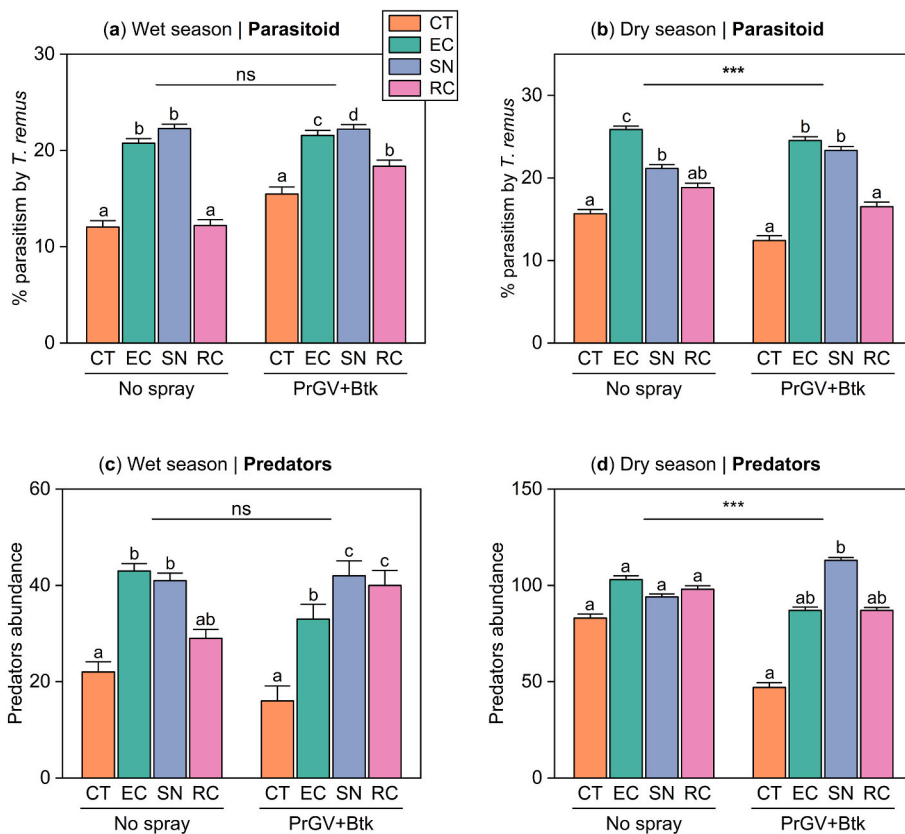 (a) Wet season | Parasitoid
CT
EC
SN
RC
ns
30
20
10
0
% parasitism by T. remus
a
b
b
a
a
c
d
b
CT EC SN RC CT EC SN RC
No spray PrGV+Btk
(b) Dry season | Parasitoid
***
30
20
10
0
% parasitism by T. remus
a
c
b
ab
a
b
b
a
CT EC SN RC CT EC SN RC
No spray PrGV+Btk
(c) Wet season | Predators
ns
60
40
20
0
Predators abundance
a
b
b
ab
a
b
c
c
CT EC SN RC CT EC SN RC
No spray PrGV+Btk
(d) Dry season | Predators
***
150
100
50
0
Predators abundance
a
a
a
a
a
ab
b
ab
CT EC SN RC CT EC SN RC
No spray PrGV+Btk